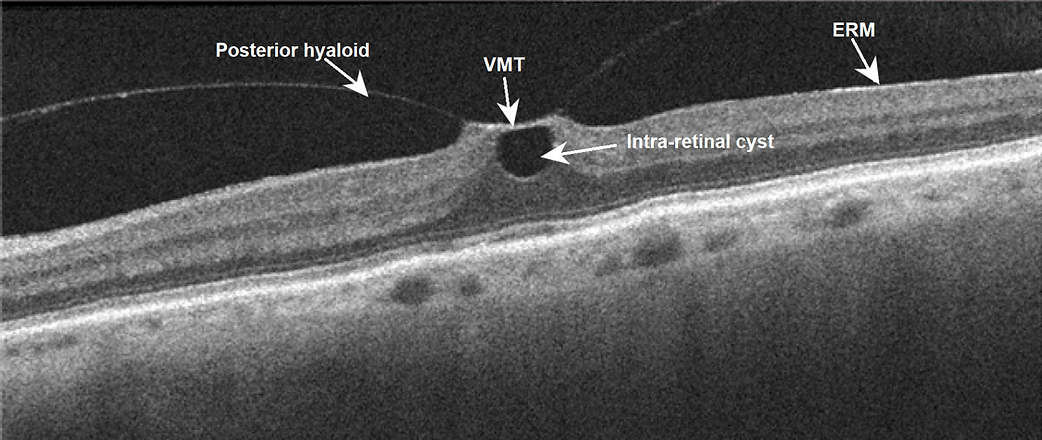 ERM
Posterior hyaloid
VMT
Intra-retinal cyst